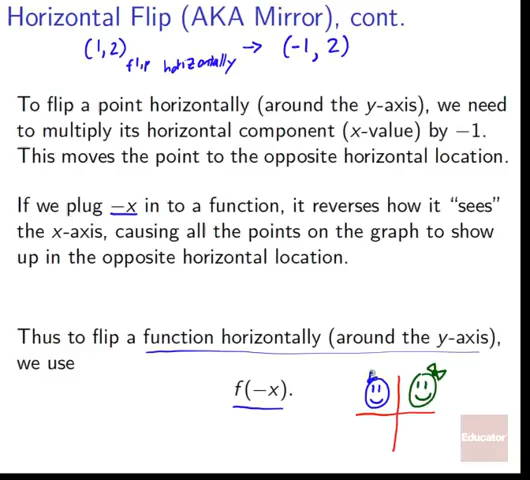 Horizontal Flip (AKA Mirror), cont.
(1,2) flip horizontally → (-1, 2)
To flip a point horizontally (around the y-axis), we need
to multiply its horizontal component (x-value) by −1.
This moves the point to the opposite horizontal location.
If we plug −x in to a function, it reverses how it “sees”
the x-axis, causing all the points on the graph to show
up in the opposite horizontal location.
Thus to flip a function horizontally (around the y-axis),
we use
f(−x).
Educator